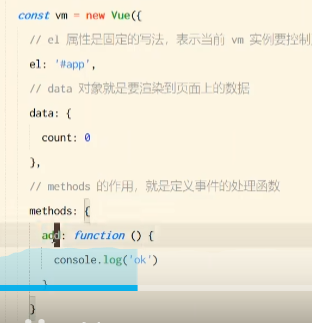 const vm = new Vue({
// el 属性是固定的写法，表示当前 vm 实例要控制
el: '#app',
// data 对象就是要渲染到页面上的数据
data: {
count: 0
},
// methods 的作用，就是定义事件的处理函数
methods: {
add: function () {
console.log('ok')
}
}